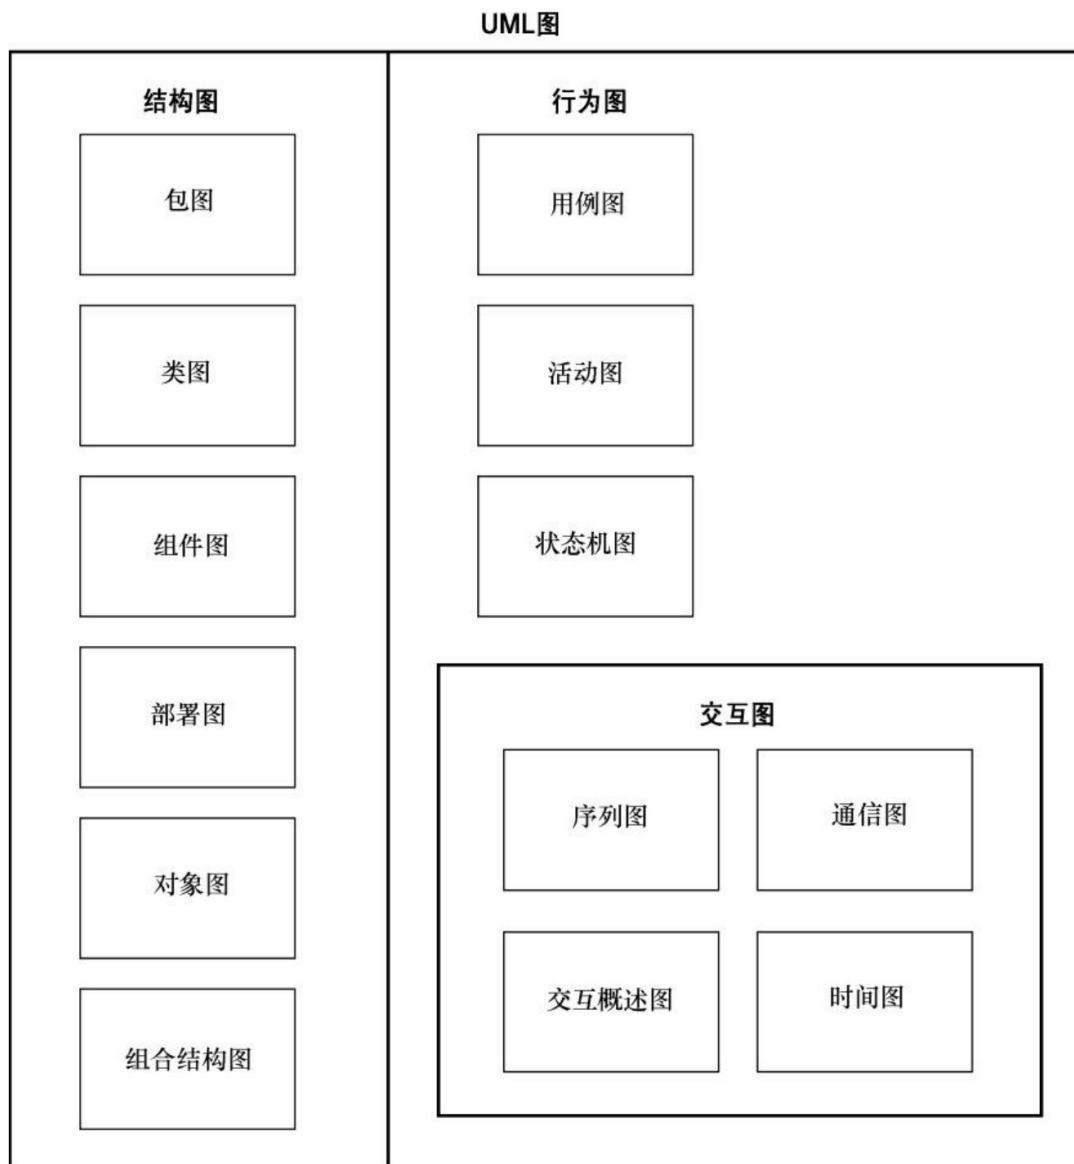 UML图
结构图
包图
类图
组件图
部署图
对象图
组合结构图
行为图
用例图
活动图
状态机图
交互图
序列图
通信图
交互概述图
时间图